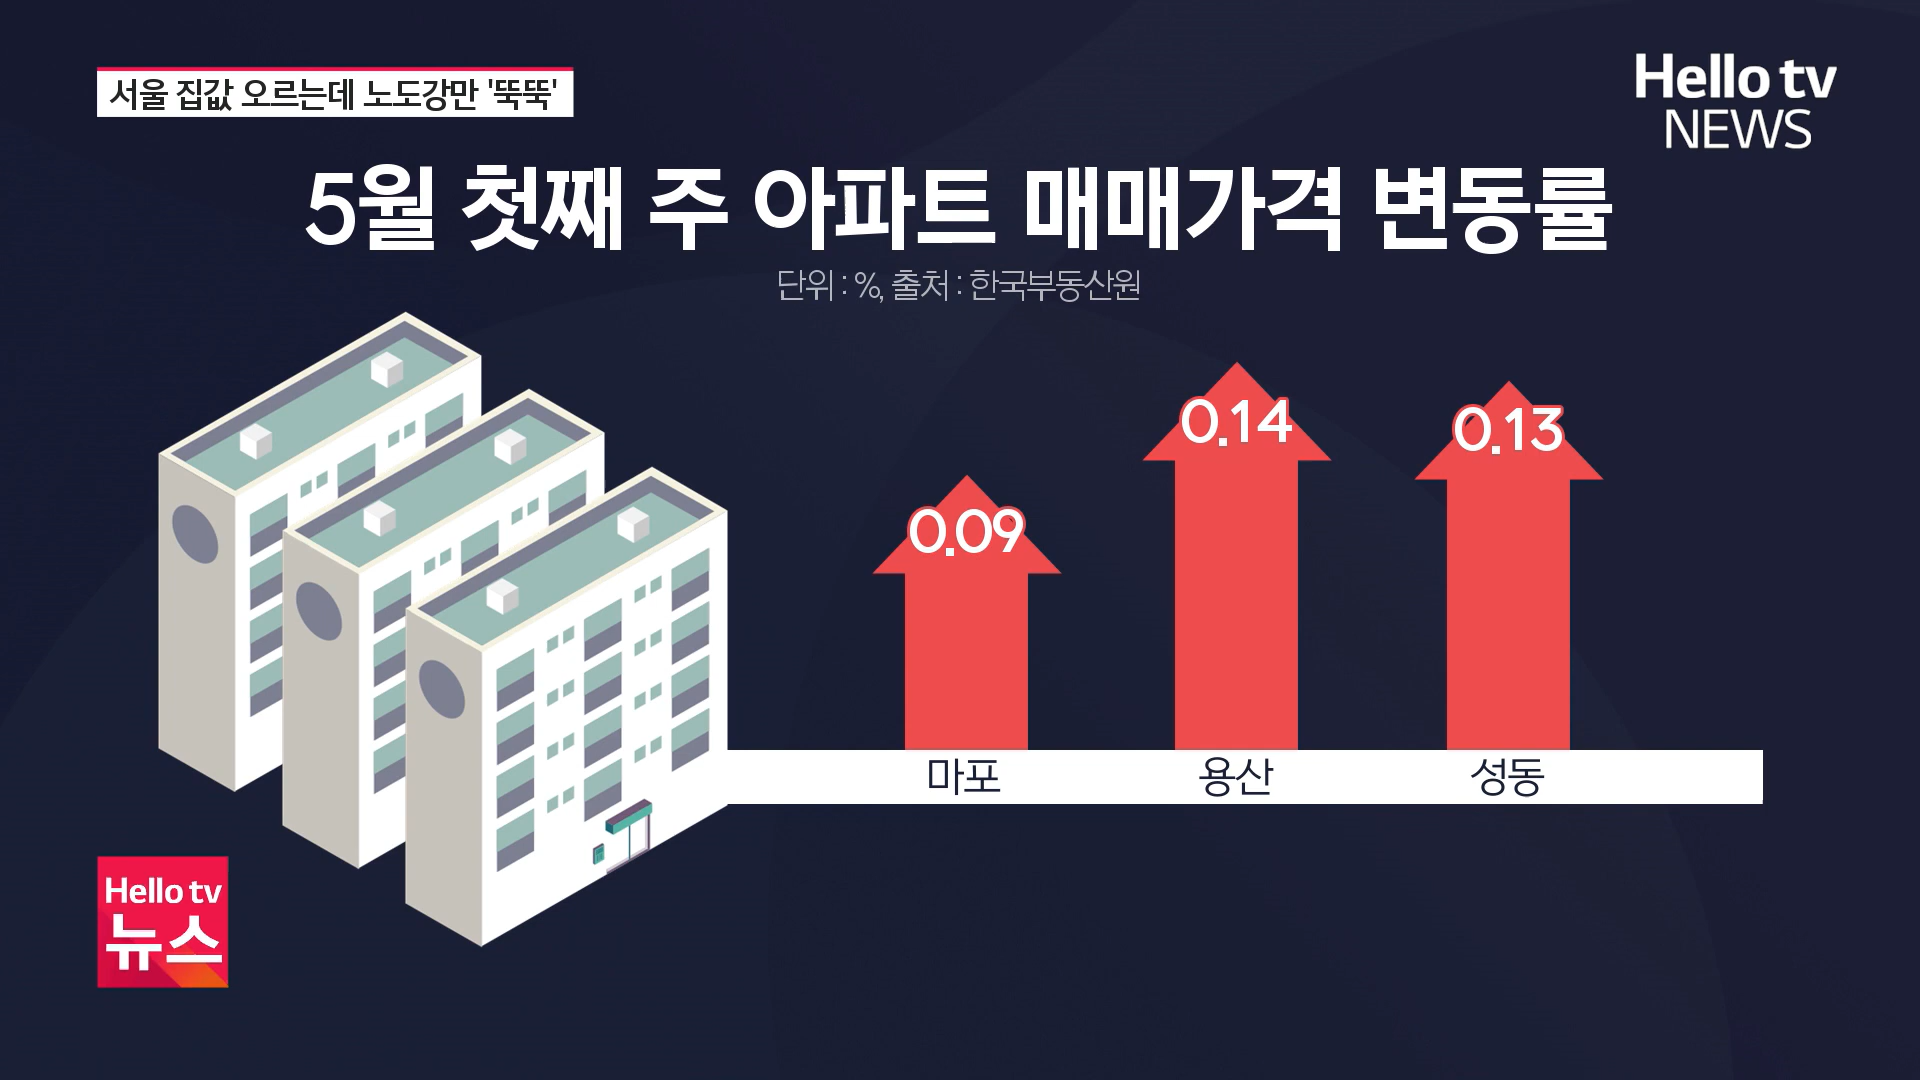 서울 집값 오르는데 노도강만 '뚝뚝'
Hello tv
NEWS
5월 첫째 주 아파트 매매가격 변동률
단위 : %, 출처 : 한국부동산원
0.09
0.14
0.13
마포
용산
성동
Hello tv
뉴스